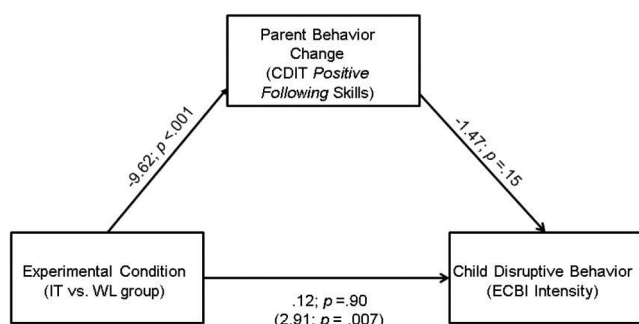 Parent Behavior
Change
(CDIT Positive
Following Skills)
-9.62; p <.001
-1.47; p =.15
Experimental Condition
(IT vs. WL group)
Child Disruptive Behavior
(ECBI Intensity)
.12; p =.90
(2.91; p = .007)